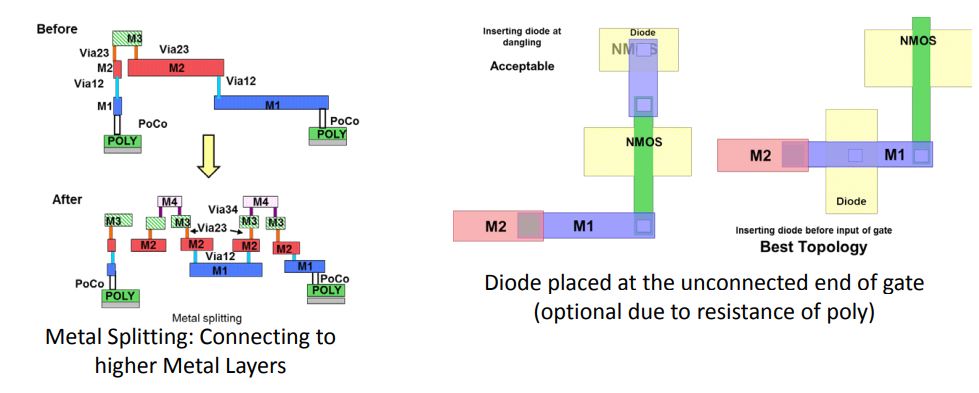 Before
M3
Via23
Via23
M2
M2
Via12
Via12
M1
M1
PoCo
PoCo
POLY
POLY
After
M4
M4
Via34
M3
M3
M3
M3
Via23
M2
M2
M2
M2
Via12
M1
M1
PoCo
PoCo
POLY
POLY
Metal splitting
Metal Splitting: Connecting to
higher Metal Layers
Inserting diode at
dangling
Acceptable
Diode
NMOS
NMOS
M2
M1
NMOS
M2
M1
Diode
Inserting diode before input of gate
Best Topology
Diode placed at the unconnected end of gate
(optional due to resistance of poly)